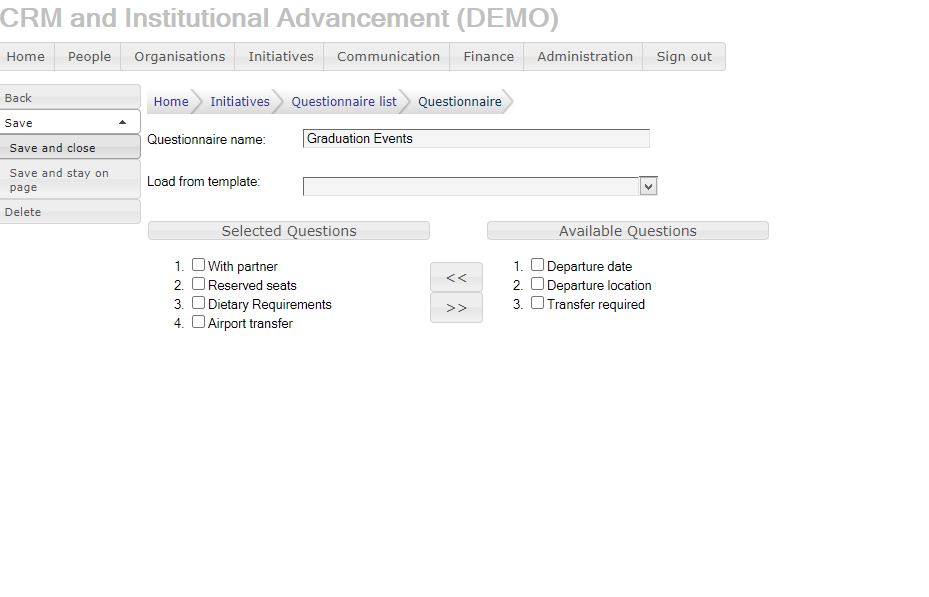 CRM and Institutional Advancement (DEMO)
Home People Organisations Initiatives Communication Finance Administration Sign out
Back
Save
Save and close
Save and stay on
page
Delete
Home Initiatives Questionnaire list Questionnaire
Questionnaire name: Graduation Events
Load from template:
Selected Questions
1. With partner
2. Reserved seats
3. Dietary Requirements
4. Airport transfer
<<
>>
Available Questions
1. Departure date
2. Departure location
3. Transfer required